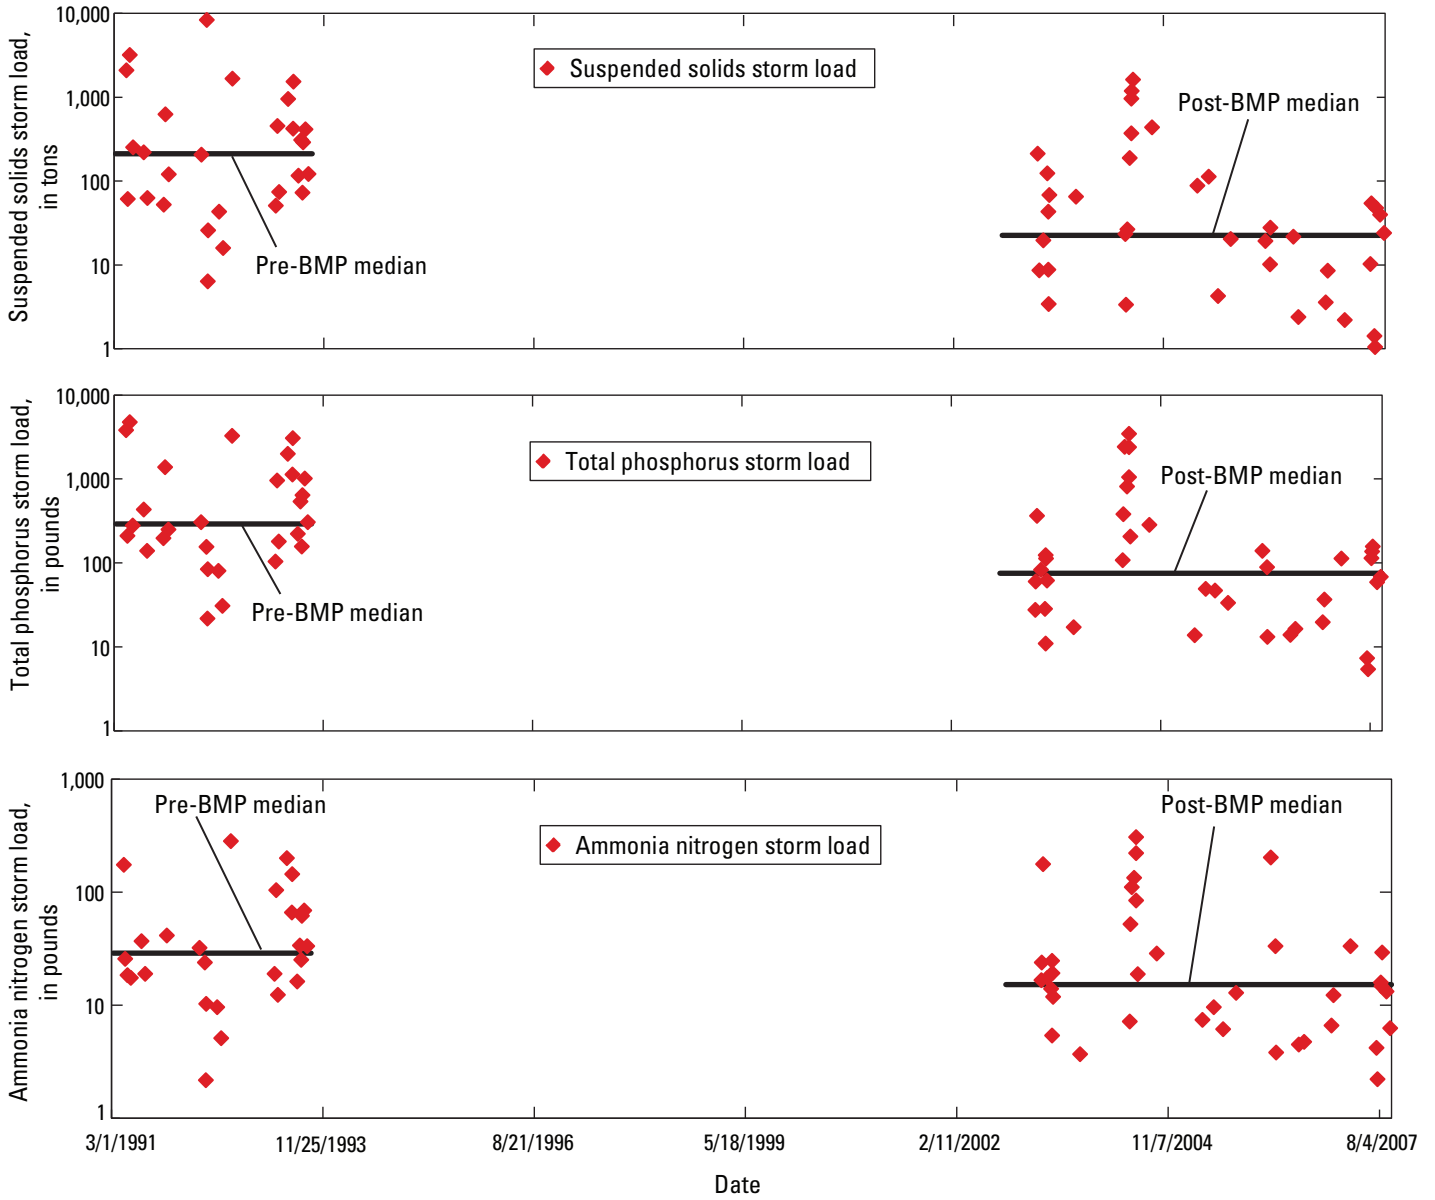 Suspended solids storm load,
in tons
10,000
1,000
100
10
1
Suspended solids storm load
Pre-BMP median
Post-BMP median
Total phosphorus storm load,
in pounds
10,000
1,000
100
10
1
Total phosphorus storm load
Pre-BMP median
Post-BMP median
Ammonia nitrogen storm load,
in pounds
1,000
100
10
1
Pre-BMP median
Ammonia nitrogen storm load
Post-BMP median
3/1/1991 11/25/1993 8/21/1996 5/18/1999 2/11/2002 11/7/2004 8/4/2007
Date